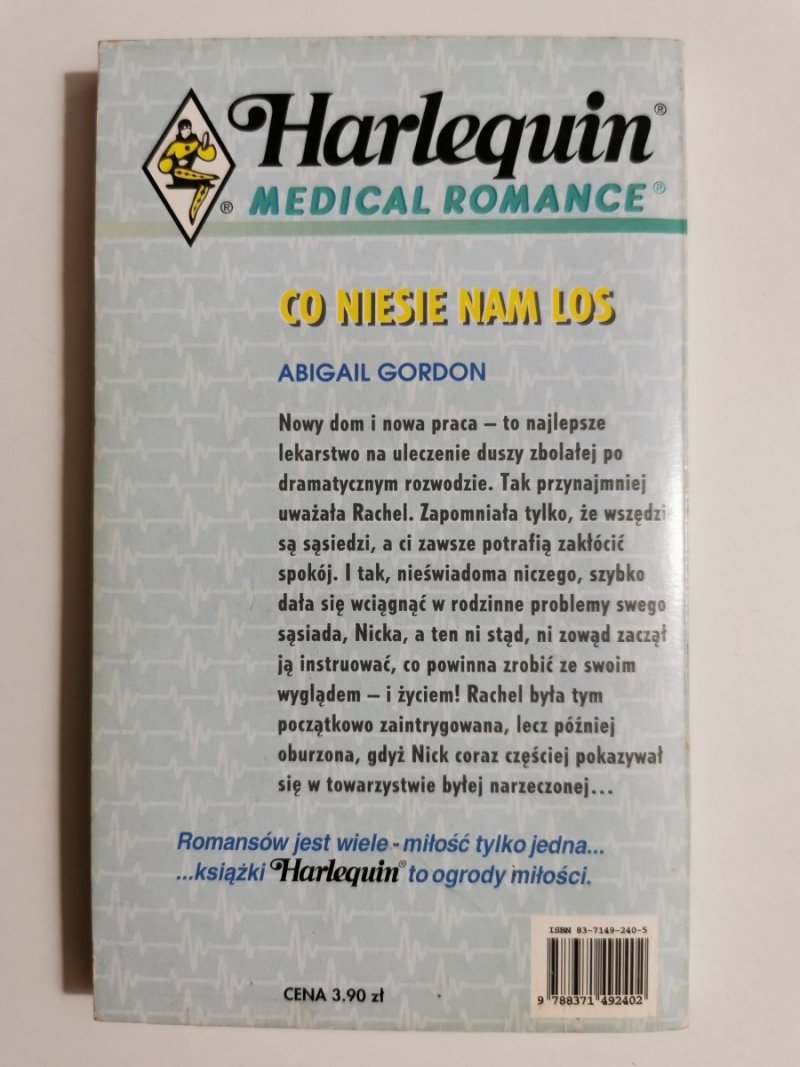 Harlequin®
® MEDICAL ROMANCE®
CO NIESIE NAM LOS
ABIGAIL GORDON
Nowy dom i nowa praca – to najlepsze
lekarstwo na uleczenie duszy zbolałej po
dramatycznym rozwodzie. Tak przynajmniej
uważała Rachel. Zapomniała tylko, że wszędzie
są sąsiedzi, a ci zawsze potrafią zakłócić
spokój. I tak, nieświadoma niczego, szybko
dała się wciągnąć w rodzinne problemy swego
sąsiada, Nicka, a ten ni stąd, ni zowąd zaczął
ją instruować, co powinna zrobić ze swoim
wyglądem – i życiem! Rachel była tym
początkowo zaintrygowana, lecz później
oburzona, gdyż Nick coraz częściej pokazywał
się w towarzystwie byłej narzeczonej...
Romansów jest wiele - miłość tylko jedna...
...książki Harlequin® to ogrody miłości.
ISBN 83-7149-240-5
CENA 3.90 zł
9 788371 492402